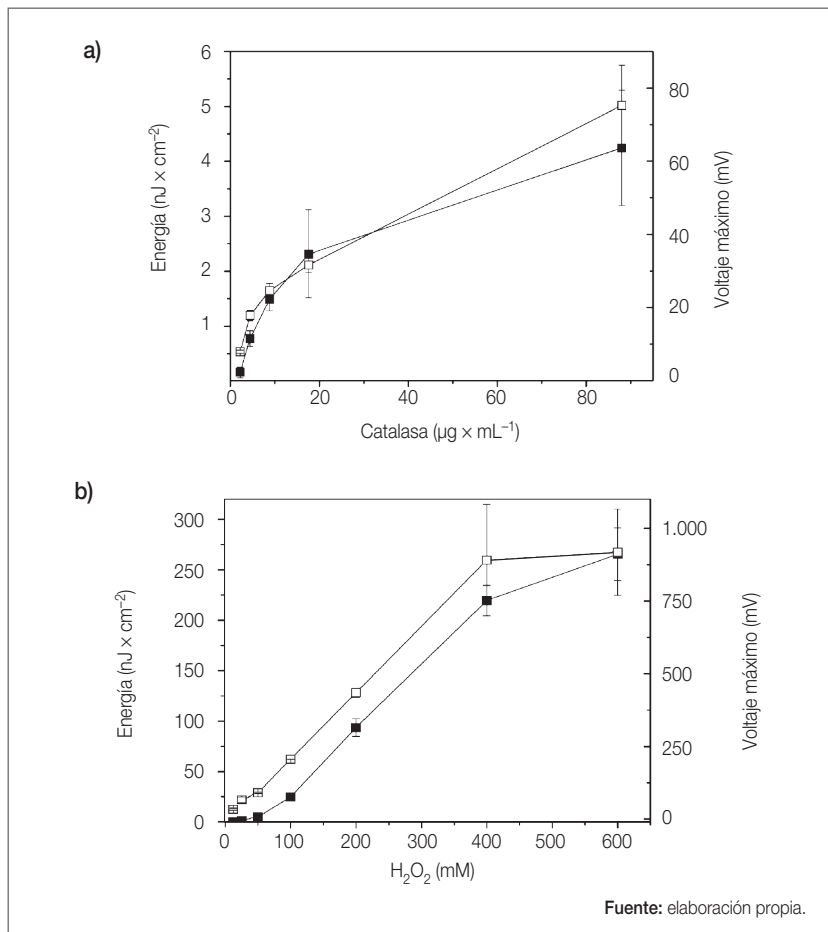 a)
Energía (nJ × cm⁻²)
6
5
4
3
2
1
Voltaje máximo (mV)
80
60
40
20
0
0 20 40 60 80
Catalasa (µg × mL⁻¹)
b)
Energía (nJ × cm⁻²)
300
250
200
150
100
75
50
25
0
Voltaje máximo (mV)
1.000
750
500
250
0
0 100 200 300 400 500 600
H₂O₂ (mM)
Fuente: elaboración propia.